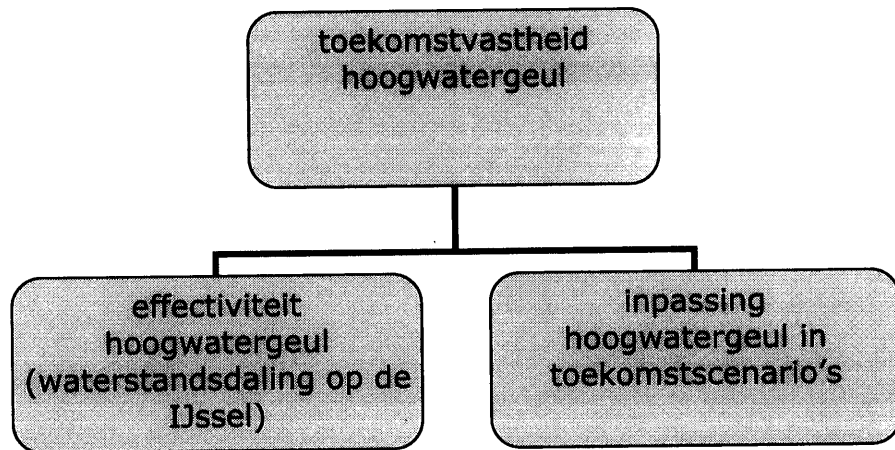 toekomstvastheid
hoogwatergeul
effectiviteit
hoogwatergeul
(waterstandsdaling op de
IJssel)
inpassing
hoogwatergeul in
toekomstscenario's